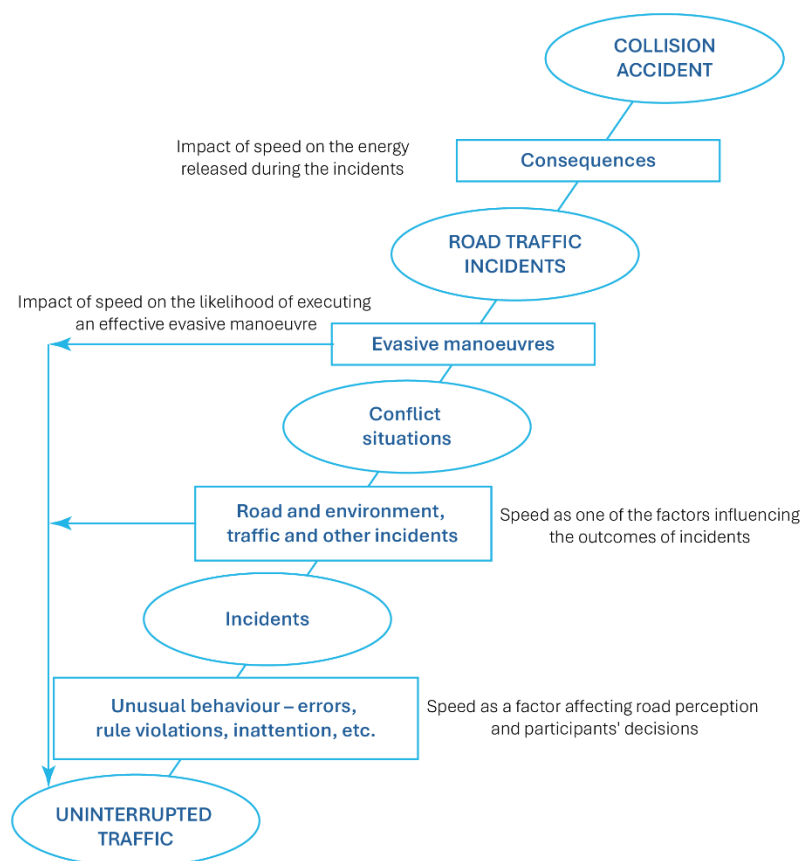 COLLISION
ACCIDENT
Impact of speed on the energy
released during the incidents
Consequences
ROAD TRAFFIC
INCIDENTS
Impact of speed on the likelihood of executing
an effective evasive manoeuvre
Evasive manoeuvres
Conflict
situations
Road and environment,
traffic and other incidents
Speed as one of the factors influencing
the outcomes of incidents
Incidents
Unusual behaviour – errors,
rule violations, inattention, etc.
Speed as a factor affecting road perception
and participants' decisions
UNINTERRUPTED
TRAFFIC